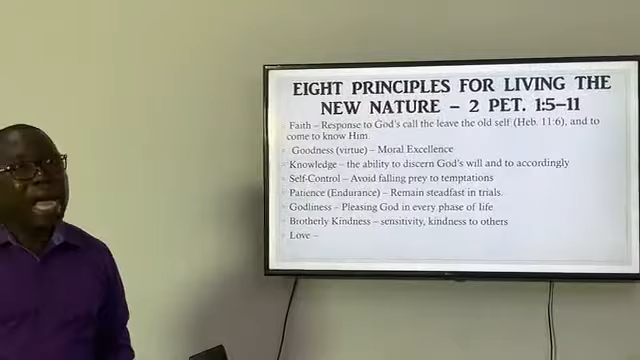 EIGHT PRINCIPLES FOR LIVING THE
NEW NATURE – 2 PET. 1:5–11
Faith – Response to God's call the leave the old self (Heb. 11:6), and to
come to know Him.
Goodness (virtue) – Moral Excellence
Knowledge – the ability to discern God's will and to accordingly
Self-Control – Avoid falling prey to temptations
Patience (Endurance) – Remain steadfast in trials.
Godliness – Pleasing God in every phase of life
Brotherly Kindness – sensitivity, kindness to others
Love –